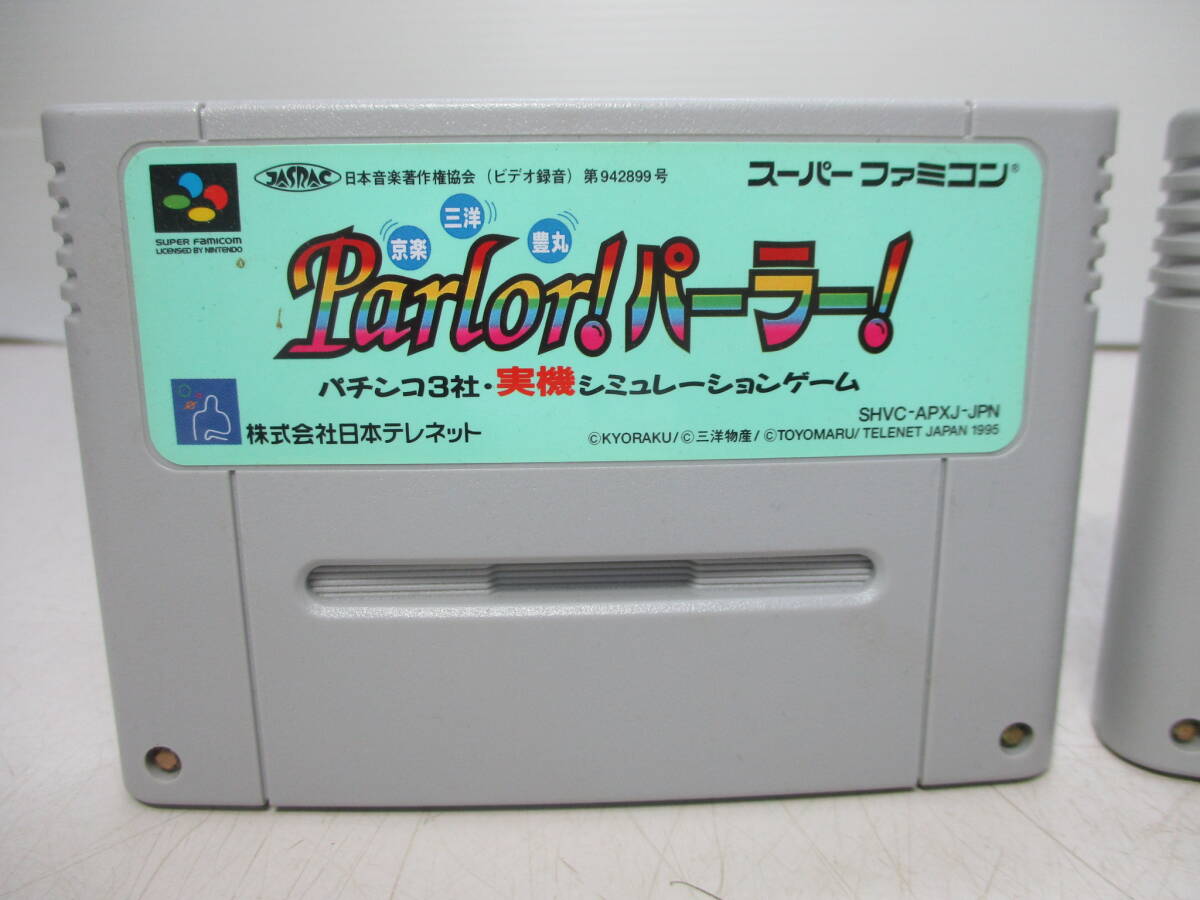 JASRAC 日本音楽著作権協会 (ビデオ録音) 第942899号
スーパーファミコン®
SUPER FAMICOM
LICENSED BY NINTENDO
京楽
三洋
豊丸
Parlor! パーラー!
パチンコ3社・実機シミュレーションゲーム
株式会社日本テレネット
SHVC-APXJ-JPN
©KYORAKU/©三洋物産/©TOYOMARU/TELENET JAPAN 1995